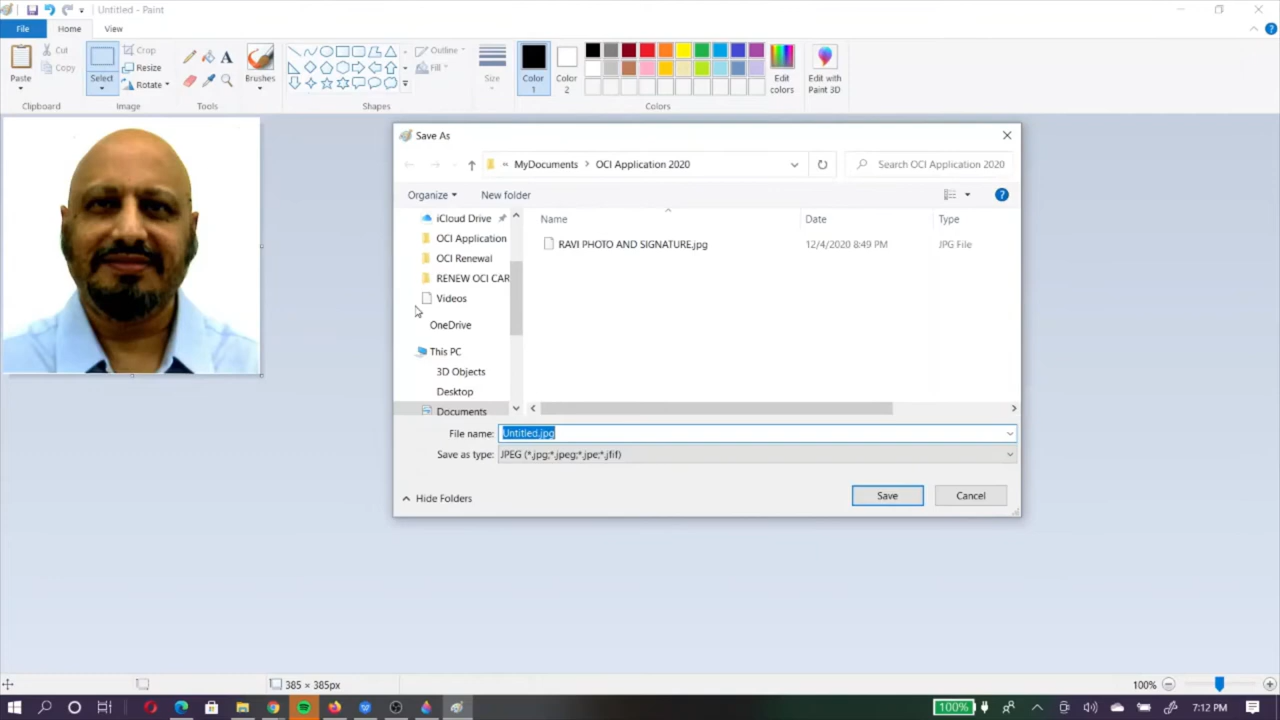 Untitled - Paint
File Home View
Paste
Cut
Copy
Clipboard
Select
Crop
Resize
Rotate
Image
Tools
Brushes
Shapes
Outline
Fill
Size
Color 1
Color 2
Colors
Edit colors
Edit with Paint 3D
Save As
« MyDocuments > OCI Application 2020
Search OCI Application 2020
Organize New folder
Name Date Type
RAVI PHOTO AND SIGNATURE.jpg 12/4/2020 8:49 PM JPG File
iCloud Drive
OCI Application
OCI Renewal
RENEW OCI CAR
Videos
OneDrive
This PC
3D Objects
Desktop
Documents
File name: Untitled.jpg
Save as type: JPEG (*.jpg;*.jpeg;*.jpe;*.jfif)
Hide Folders Save Cancel
385 × 385px 100%
100% 7:12 PM